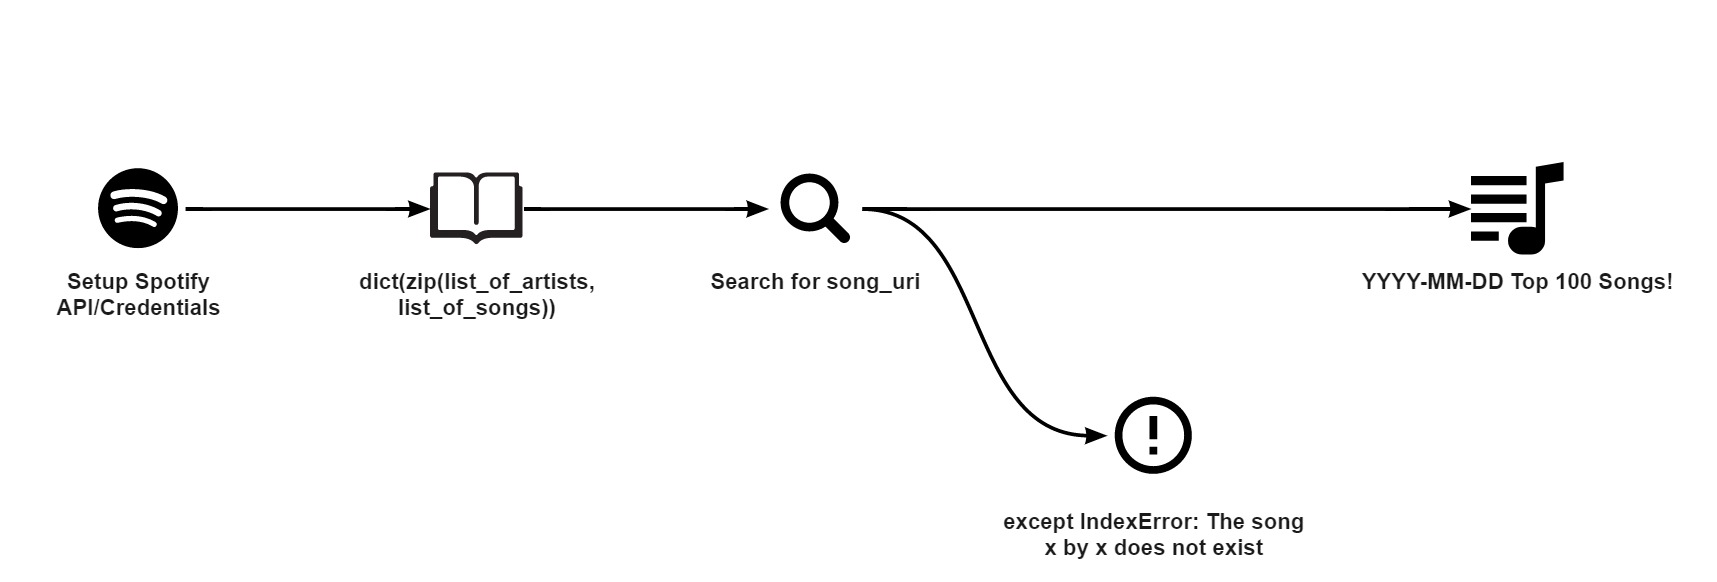 Setup Spotify
API/Credentials
dict(zip(list_of_artists,
list_of_songs))
Search for song_uri
YYYY-MM-DD Top 100 Songs!
except IndexError: The song
x by x does not exist